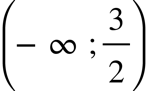 (− ∞ ; 3/2)